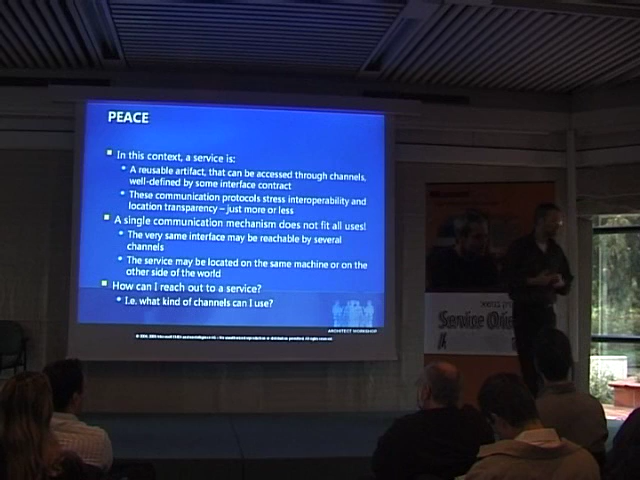 PEACE
In this context, a service is:
A reusable artifact, that can be accessed through channels,
well-defined by some interface contract
These communication protocols stress interoperability and
location transparency – just more or less
A single communication mechanism does not fit all uses!
The very same interface may be reachable by several
channels
The service may be located on the same machine or on the
other side of the world
How can I reach out to a service?
I.e. what kind of channels can I use?
ARCHITECT WORKSHOP
Service